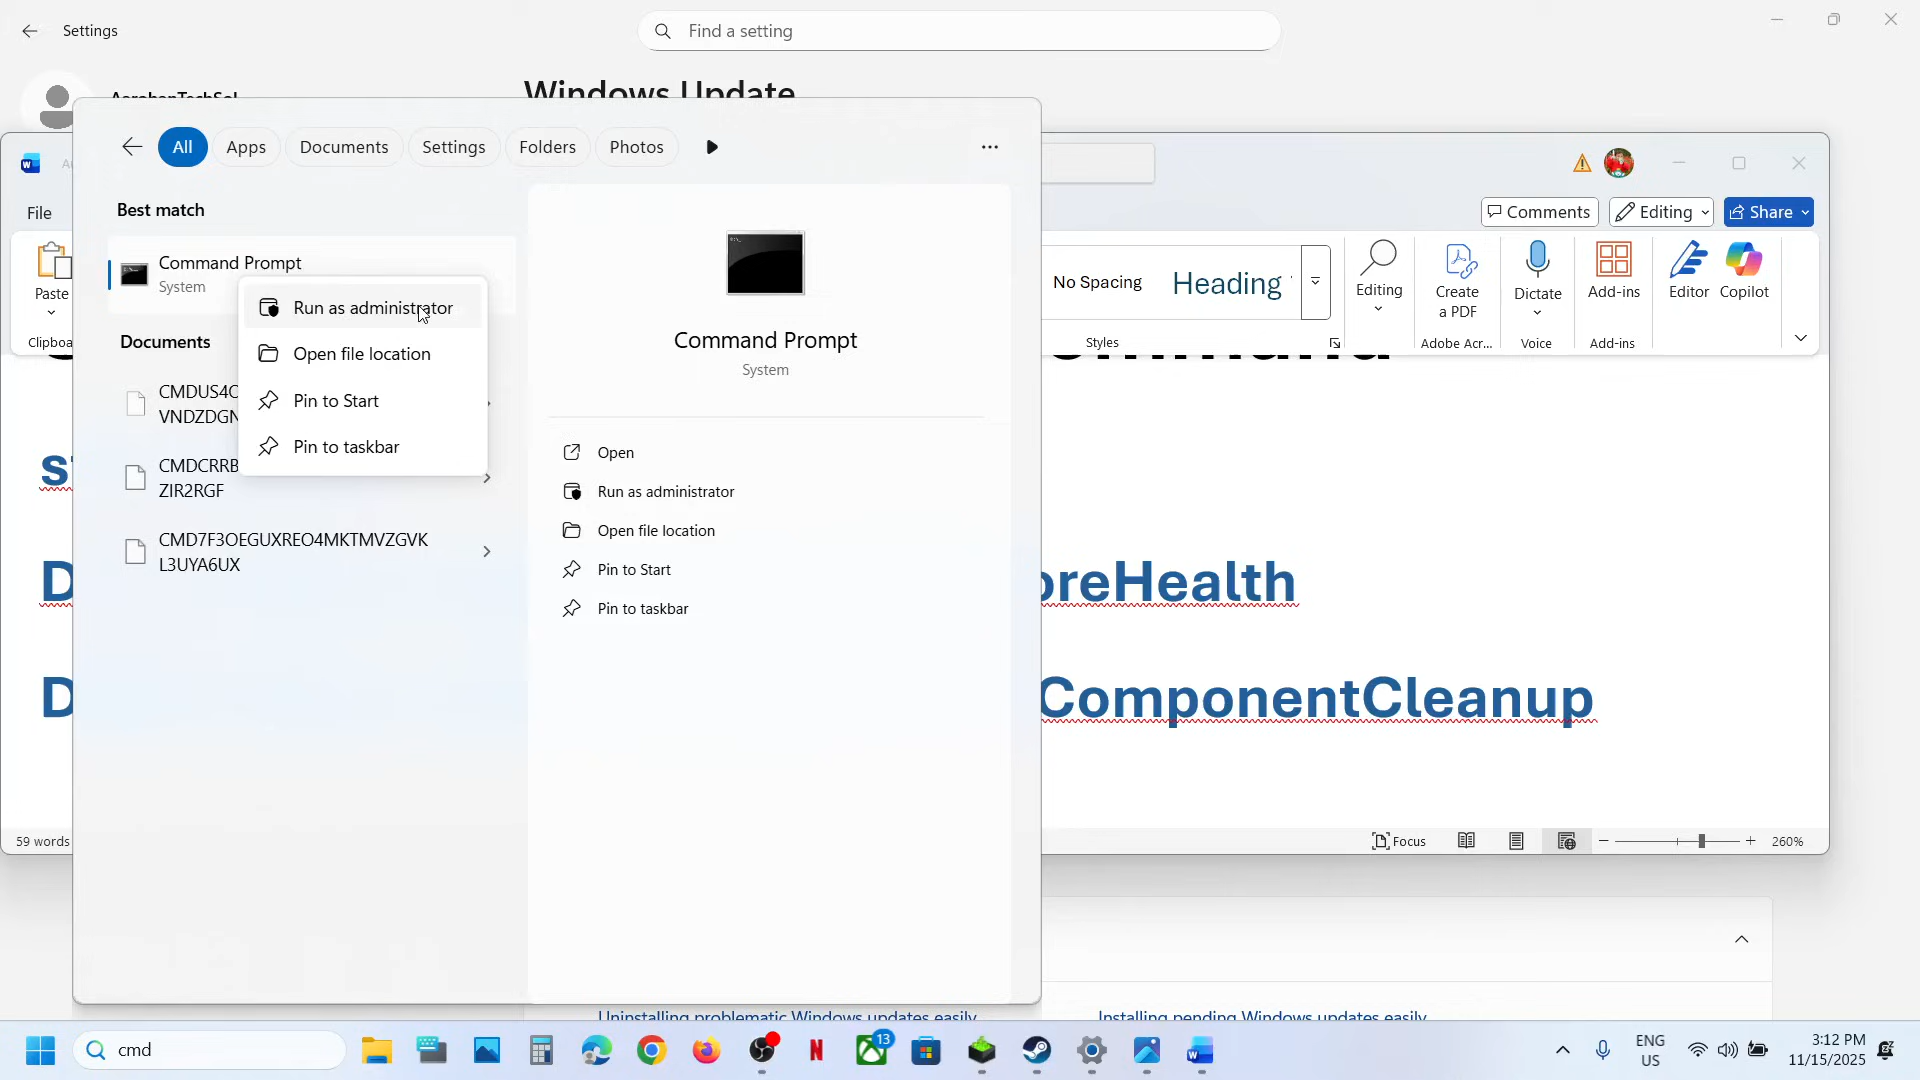 Settings
Find a setting
Windows Update
All
Apps
Documents
Settings
Folders
Photos
Best match
Command Prompt
System
Run as administrator
Open file location
Pin to Start
Pin to taskbar
Documents
CMDUS4
VNDZDGN
CMDCRRB
ZIR2RGF
CMD7F3OEGUXREO4MKTMVZGVK
L3UYA6UX
Command Prompt
System
Open
Run as administrator
Open file location
Pin to Start
Pin to taskbar
File
Paste
Clipboa
Comments
Editing
Share
No Spacing
Heading
Styles
Editing
Create
a PDF
Adobe Acr...
Dictate
Voice
Add-ins
Add-ins
Editor
Copilot
s
D
oreHealth
D
ComponentCleanup
59 words
Focus
260%
Uninstalling problematic Windows updates easily
Installing pending Windows updates easily
cmd
13
ENG
US
3:12 PM
11/15/2025